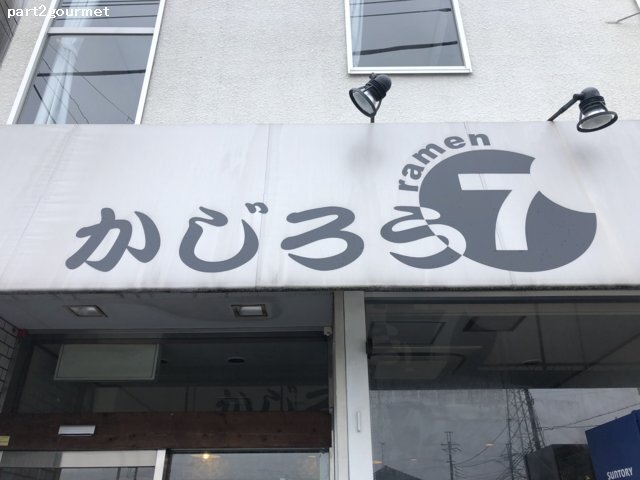 part2gourmet
ramen
かじろう7
SUNTORY